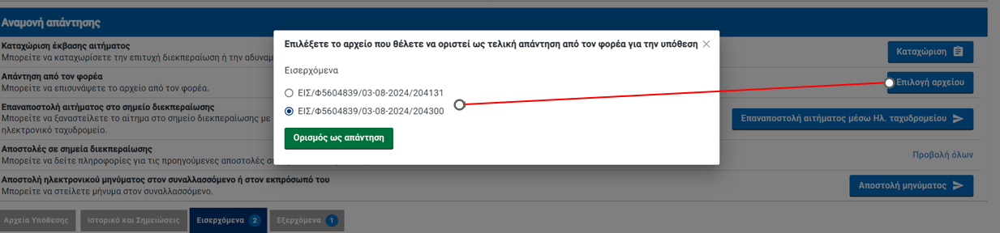 Αναμονή απάντησης
Καταχώριση έκβασης αιτήματος
Μπορείτε να καταχωρίσετε την επιτυχή διεκπεραίωση ή την αδυναμ
Καταχώριση
Απάντηση από τον φορέα
Μπορείτε να επισυνάψετε το αρχείο από τον φορέα.
Επιλογή αρχείου
Επαναποστολή αιτήματος στο σημείο διεκπεραίωσης
Μπορείτε να ξαναστείλετε το αίτημα στο σημείο διεκπεραίωσης με
ηλεκτρονικό ταχυδρομείο.
Επαναποστολή αιτήματος μέσω Ηλ. ταχυδρομείου
Αποστολές σε σημεία διεκπεραίωσης
Μπορείτε να δείτε πληροφορίες για τις προηγούμενες αποστολές σ
Προβολή όλων
Αποστολή ηλεκτρονικού μηνύματος στον συναλλασσόμενο ή στον εκπρόσωπό του
Μπορείτε να στείλετε μήνυμα στον συναλλασσόμενο.
Αποστολή μηνύματος
Επιλέξετε το αρχείο που θέλετε να οριστεί ως τελική απάντηση από τον φορέα για την υπόθεση
Εισερχόμενα
ΕΙΣ/Φ5604839/03-08-2024/204131
ΕΙΣ/Φ5604839/03-08-2024/204300
Ορισμός ως απάντηση
Αρχεία Υπόθεσης
Ιστορικό και Σημειώσεις
Εισερχόμενα 2
Εξερχόμενα 1